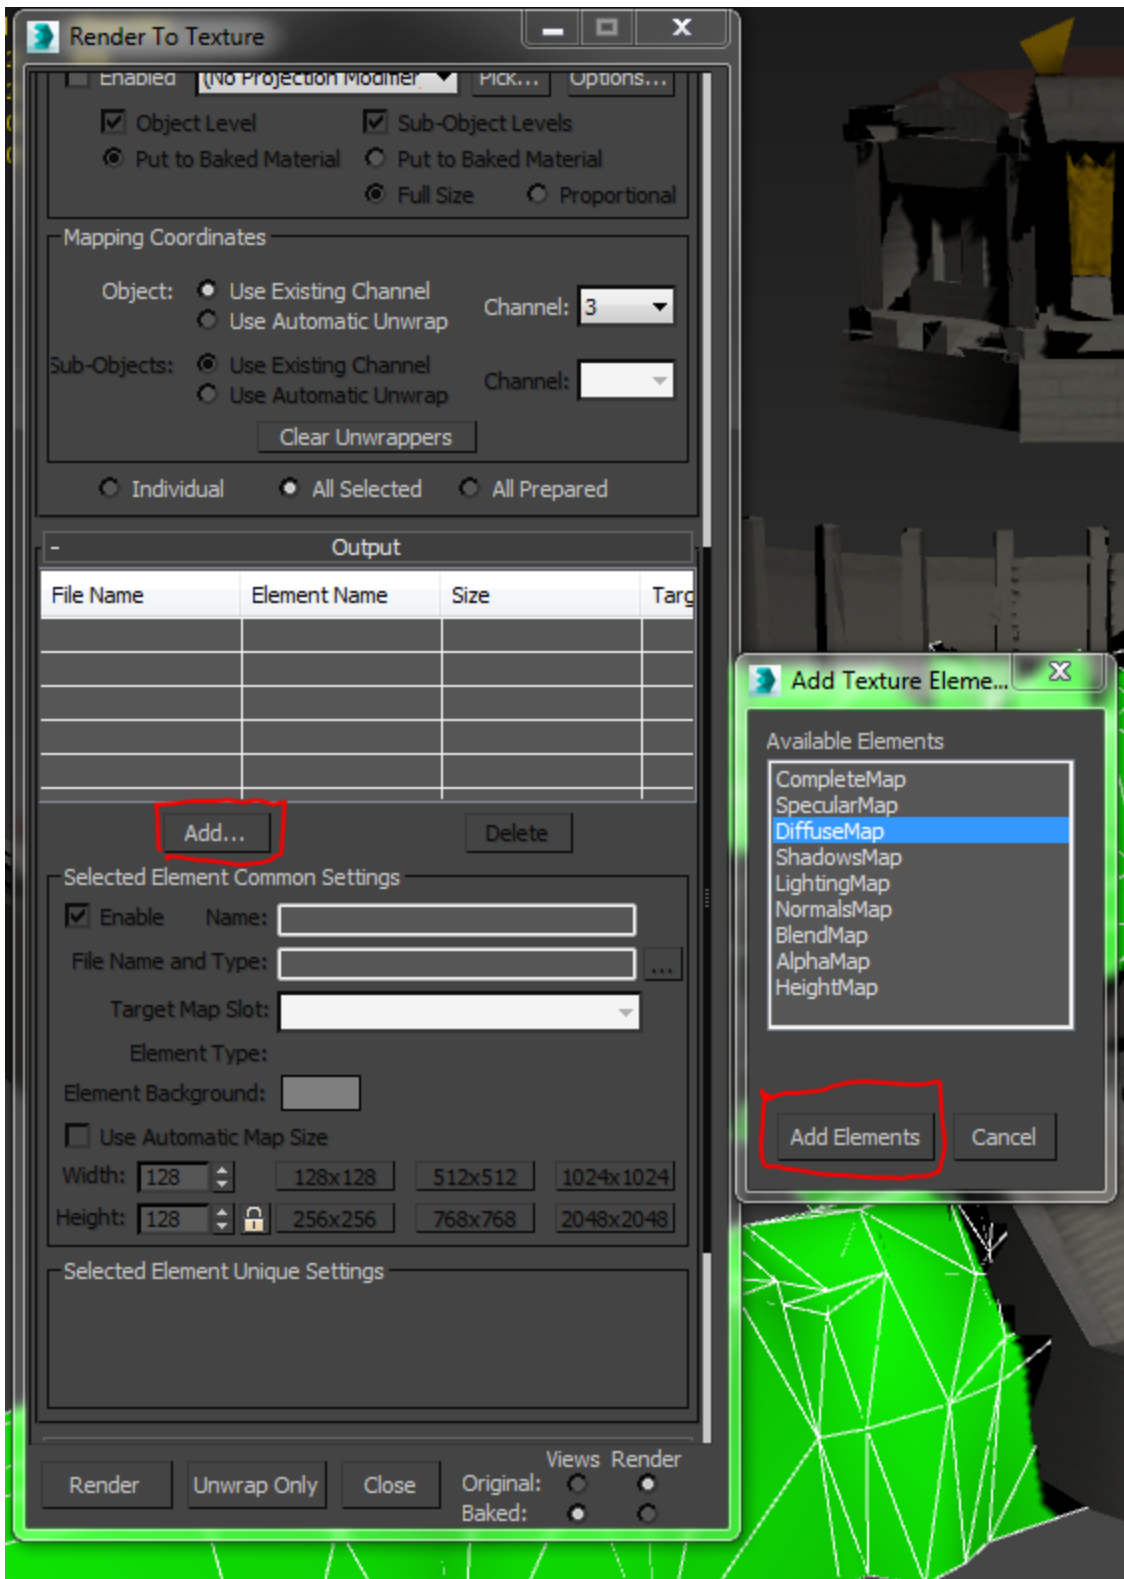 Render To Texture
Enabled (No Projection Modifier) Pick... Options...
Object Level Sub-Object Levels
Put to Baked Material Put to Baked Material
Full Size Proportional
Mapping Coordinates
Object: Use Existing Channel
Use Automatic Unwrap
Channel: 3
Sub-Objects: Use Existing Channel
Use Automatic Unwrap
Channel:
Clear Unwrappers
Individual All Selected All Prepared
- Output
File Name Element Name Size Targ
Add... Delete
Selected Element Common Settings
Enable Name:
File Name and Type: ...
Target Map Slot:
Element Type:
Element Background:
Use Automatic Map Size
Width: 128 128x128 512x512 1024x1024
Height: 128 256x256 768x768 2048x2048
Selected Element Unique Settings
Views Render
Render Unwrap Only Close Original:
Baked:
Add Texture Eleme...
Available Elements
CompleteMap
SpecularMap
DiffuseMap
ShadowsMap
LightingMap
NormalsMap
BlendMap
AlphaMap
HeightMap
Add Elements Cancel